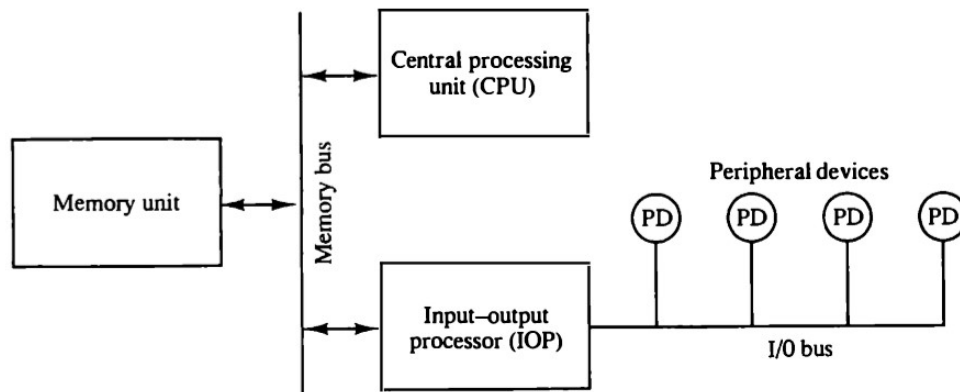 Central processing
unit (CPU)
Memory bus
Memory unit
Peripheral devices
PD PD PD PD
Input–output
processor (IOP)
I/0 bus